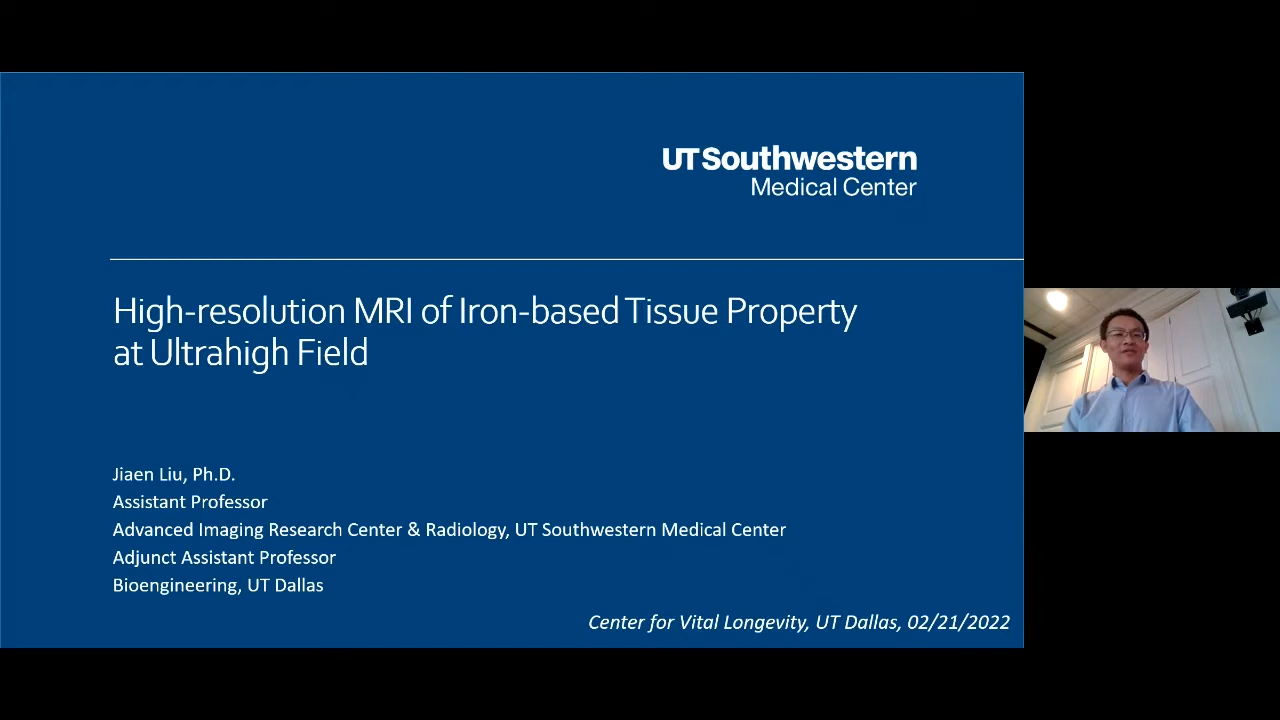 UT Southwestern
Medical Center
High-resolution MRI of Iron-based Tissue Property
at Ultrahigh Field
Jiaen Liu, Ph.D.
Assistant Professor
Advanced Imaging Research Center & Radiology, UT Southwestern Medical Center
Adjunct Assistant Professor
Bioengineering, UT Dallas
Center for Vital Longevity, UT Dallas, 02/21/2022